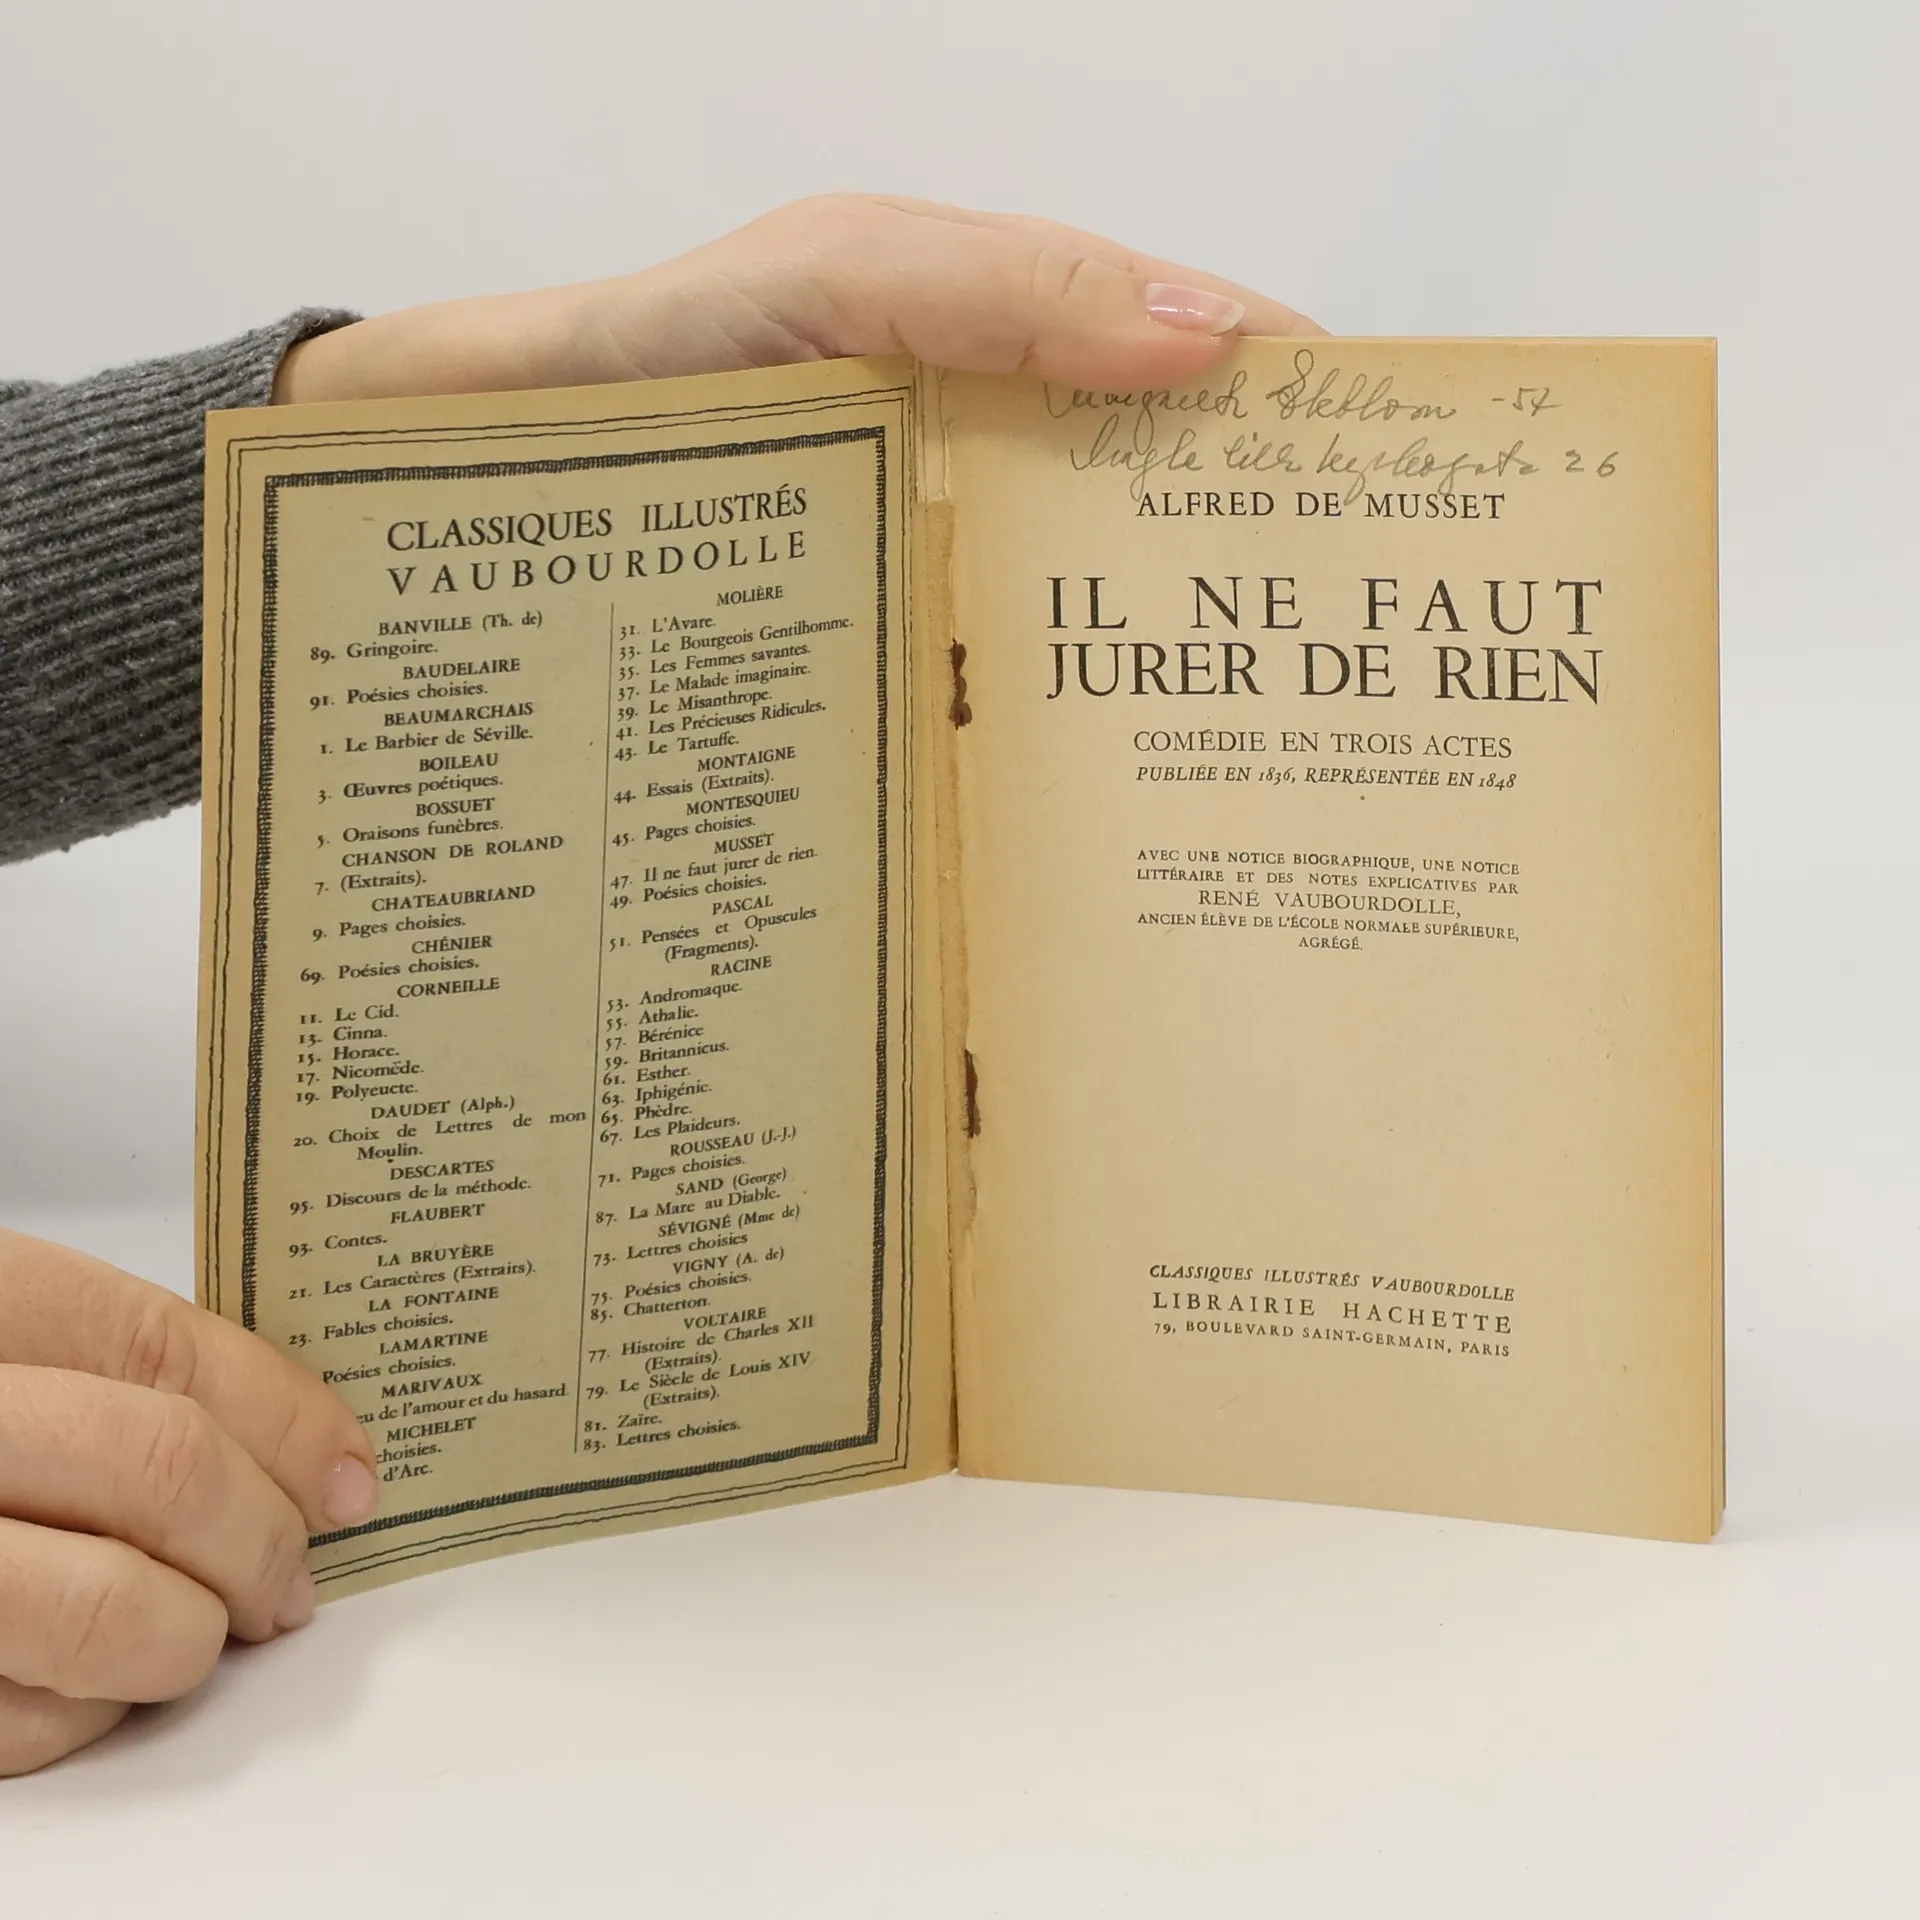 CLASSIQUES ILLUSTRÉS
VAUBOURDOLLE
BANVILLE (Th. de)
89. Gringoire.
BAUDELAIRE
91. Poésies choisies.
BEAUMARCHAIS
1. Le Barbier de Séville.
BOILEAU
3. Œuvres poétiques.
BOSSUET
5. Oraisons funèbres.
CHANSON DE ROLAND
7. (Extraits).
CHATEAUBRIAND
9. Pages choisies.
CHÉNIER
69. Poésies choisies.
CORNEILLE
11. Le Cid.
13. Cinna.
15. Horace.
17. Nicomède.
19. Polyeucte.
DAUDET (Alph.)
20. Choix de Lettres de mon
Moulin.
DESCARTES
95. Discours de la méthode.
FLAUBERT
93. Contes.
LA BRUYÈRE
21. Les Caractères (Extraits).
LA FONTAINE
23. Fables choisies.
LAMARTINE
Poésies choisies.
MARIVAUX
eu de l'amour et du hasard.
MICHELET
choisies.
d'Arc.
MOLIÈRE
31. L'Avare.
33. Le Bourgeois Gentilhomme.
35. Les Femmes savantes.
37. Le Malade imaginaire.
39. Le Misanthrope.
41. Les Précieuses Ridicules.
43. Le Tartuffe.
MONTAIGNE
44. Essais (Extraits).
MONTESQUIEU
45. Pages choisies.
MUSSET
47. Il ne faut jurer de rien.
49. Poésies choisies.
PASCAL
51. Pensées et Opuscules
(Fragments).
RACINE
53. Andromaque.
55. Athalie.
57. Bérénice
59. Britannicus.
61. Esther.
63. Iphigénie.
65. Phèdre.
67. Les Plaideurs.
ROUSSEAU (J.-J.)
71. Pages choisies.
SAND (George)
87. La Mare au Diable.
SÉVIGNÉ (Mme de)
73. Lettres choisies
VIGNY (A. de)
75. Poésies choisies.
85. Chatterton.
VOLTAIRE
77. Histoire de Charles XII
(Extraits).
79. Le Siècle de Louis XIV
(Extraits).
81. Zaïre.
83. Lettres choisies.
Ekblom -54
26
ALFRED DE MUSSET
IL NE FAUT
JURER DE RIEN
COMÉDIE EN TROIS ACTES
PUBLIÉE EN 1836, REPRÉSENTÉE EN 1848
AVEC UNE NOTICE BIOGRAPHIQUE, UNE NOTICE
LITTÉRAIRE ET DES NOTES EXPLICATIVES PAR
RENÉ VAUBOURDOLLE,
ANCIEN ÉLÈVE DE L'ÉCOLE NORMALE SUPÉRIEURE,
AGRÉGÉ.
CLASSIQUES ILLUSTRÉS VAUBOURDOLLE
LIBRAIRIE HACHETTE
79, BOULEVARD SAINT-GERMAIN, PARIS